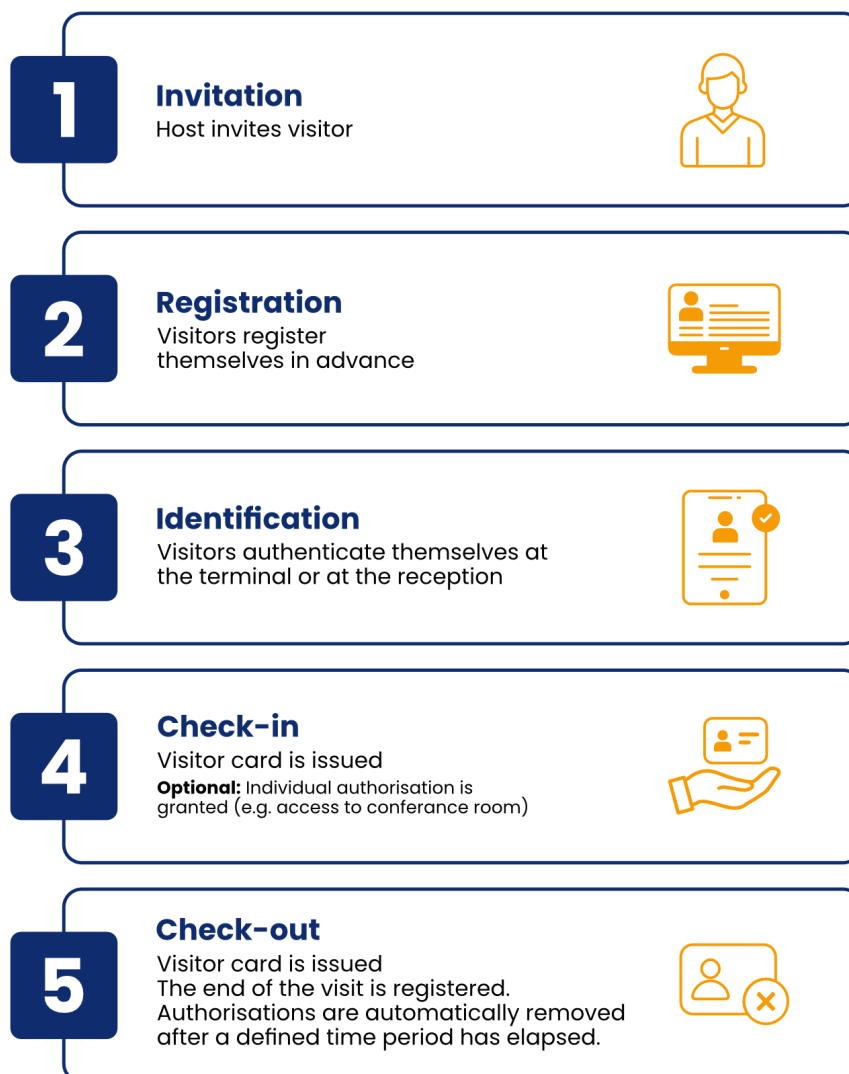 1
Invitation
Host invites visitor
2
Registration
Visitors register
themselves in advance
3
Identification
Visitors authenticate themselves at
the terminal or at the reception
4
Check-in
Visitor card is issued
Optional: Individual authorisation is
granted (e.g. access to conferance room)
5
Check-out
Visitor card is issued
The end of the visit is registered.
Authorisations are automatically removed
after a defined time period has elapsed.